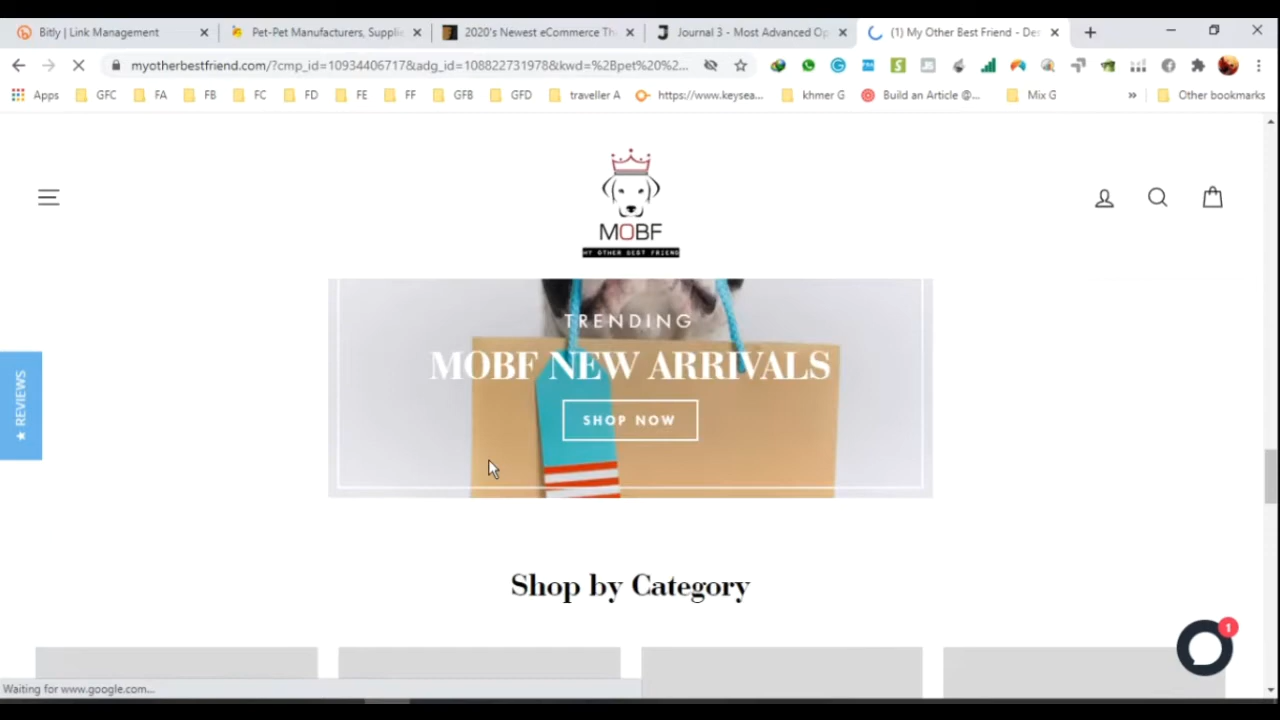 Bitly | Link Management
Pet-Pet Manufacturers, Supplie
2020's Newest eCommerce Th
Journal 3 - Most Advanced Op
(1) My Other Best Friend - Des
myotherbestfriend.com/?cmp_id=10934406717&adg_id=108822731978&kwd=%2Bpet%20%2...
Apps
GFC
FA
FB
FC
FD
FE
FF
GFB
GFD
traveller A
https://www.keysea...
khmer G
Build an Article @...
Mix G
»
Other bookmarks
MOBF
MY OTHER BEST FRIEND
TRENDING
MOBF NEW ARRIVALS
SHOP NOW
★ REVIEWS
Shop by Category
1
Waiting for www.google.com...